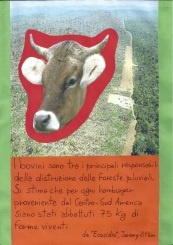 I bovini sono tra i principali responsabili
della distruzione delle foreste pluviali.
Si stima che per ogni hamburger
proveniente dal Centro-Sud America
siano stati abbattuti 75 kg di
forme viventi.
da "Ecocidio", Jeremy Rifkin